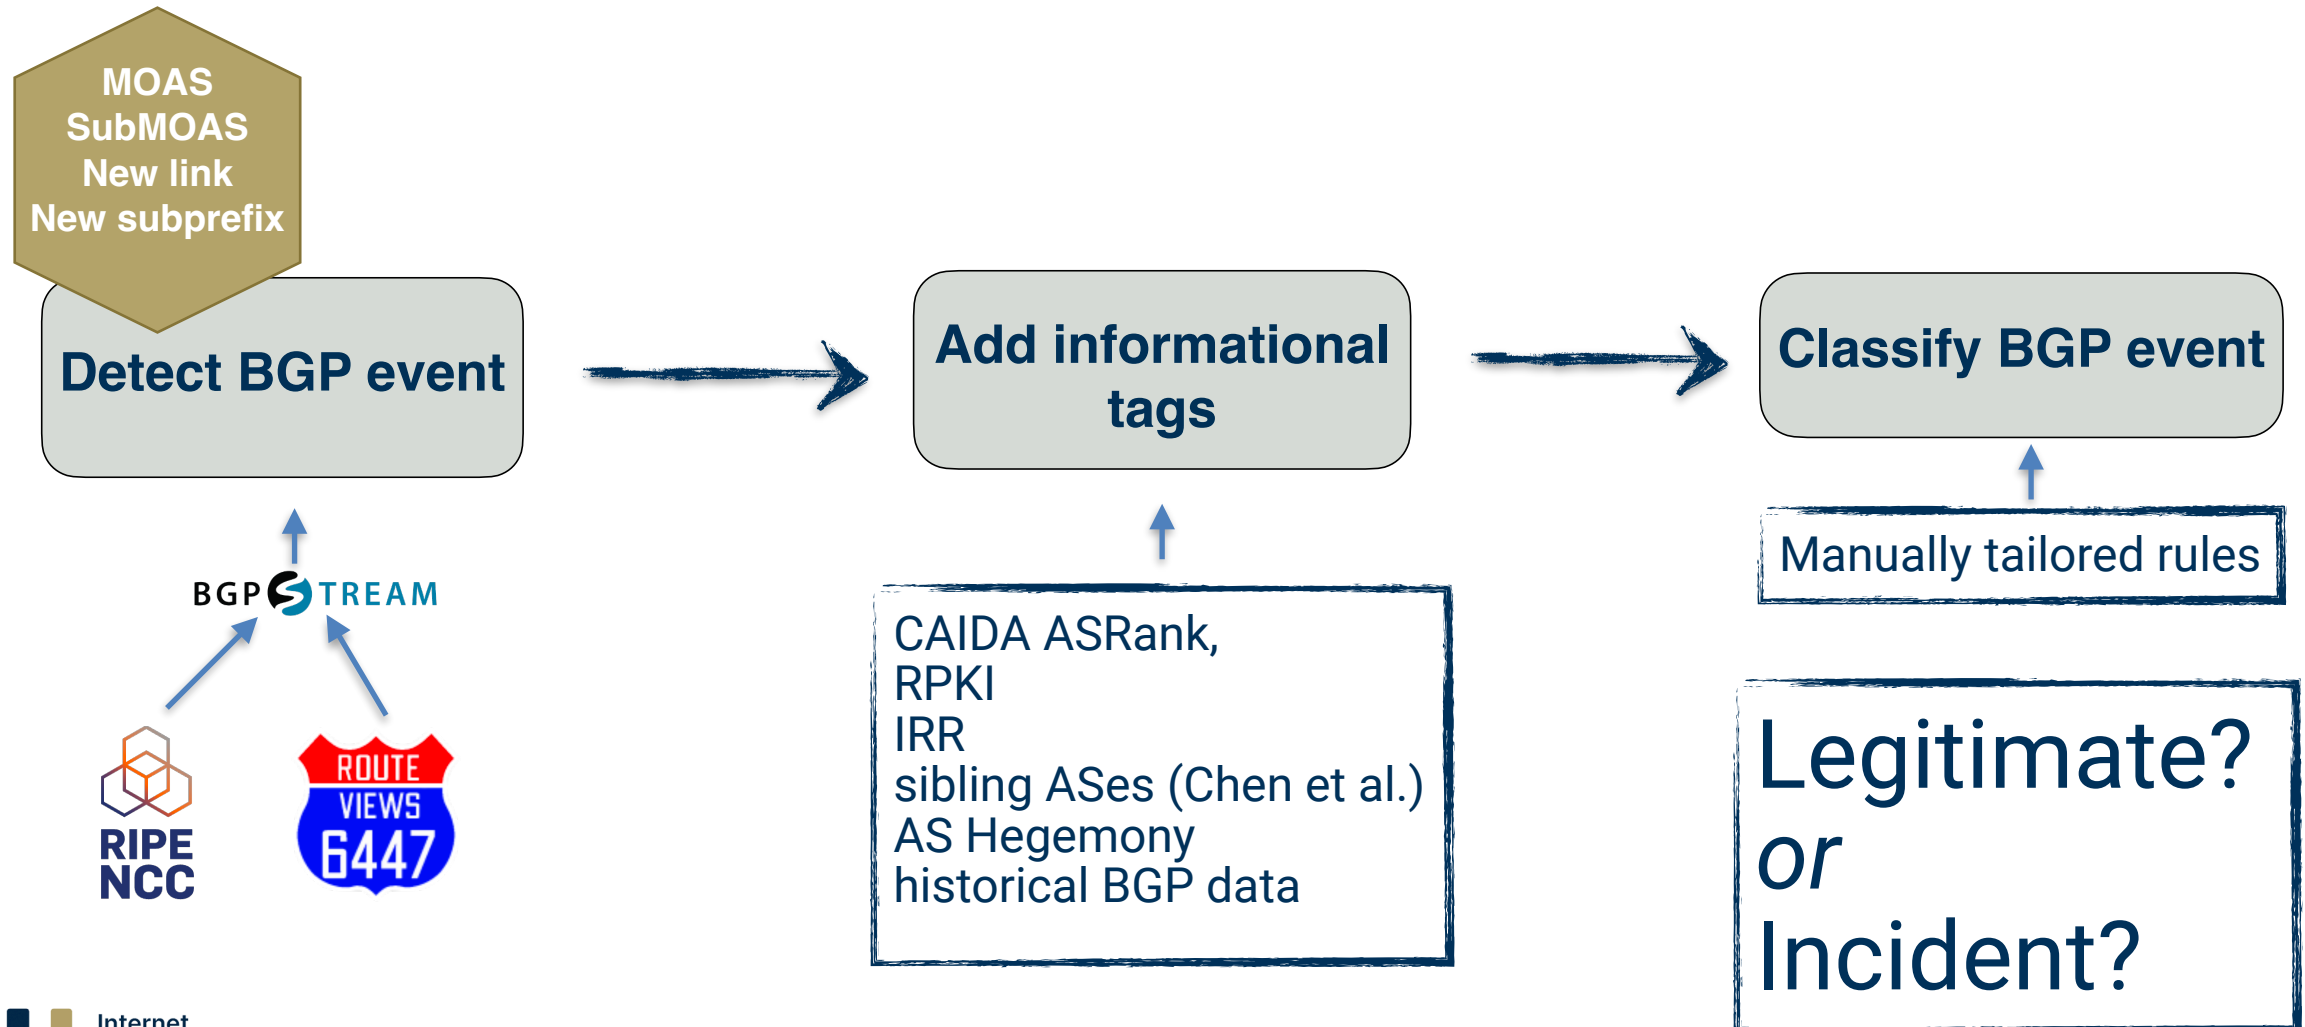 MOAS
SubMOAS
New link
New subprefix
Detect BGP event
Add informational
tags
Classify BGP event
BGPSTREAM
RIPE
NCC
ROUTE
VIEWS
6447
CAIDA ASRank,
RPKI
IRR
sibling ASes (Chen et al.)
AS Hegemony
historical BGP data
Manually tailored rules
Legitimate?
or
Incident?
Internet